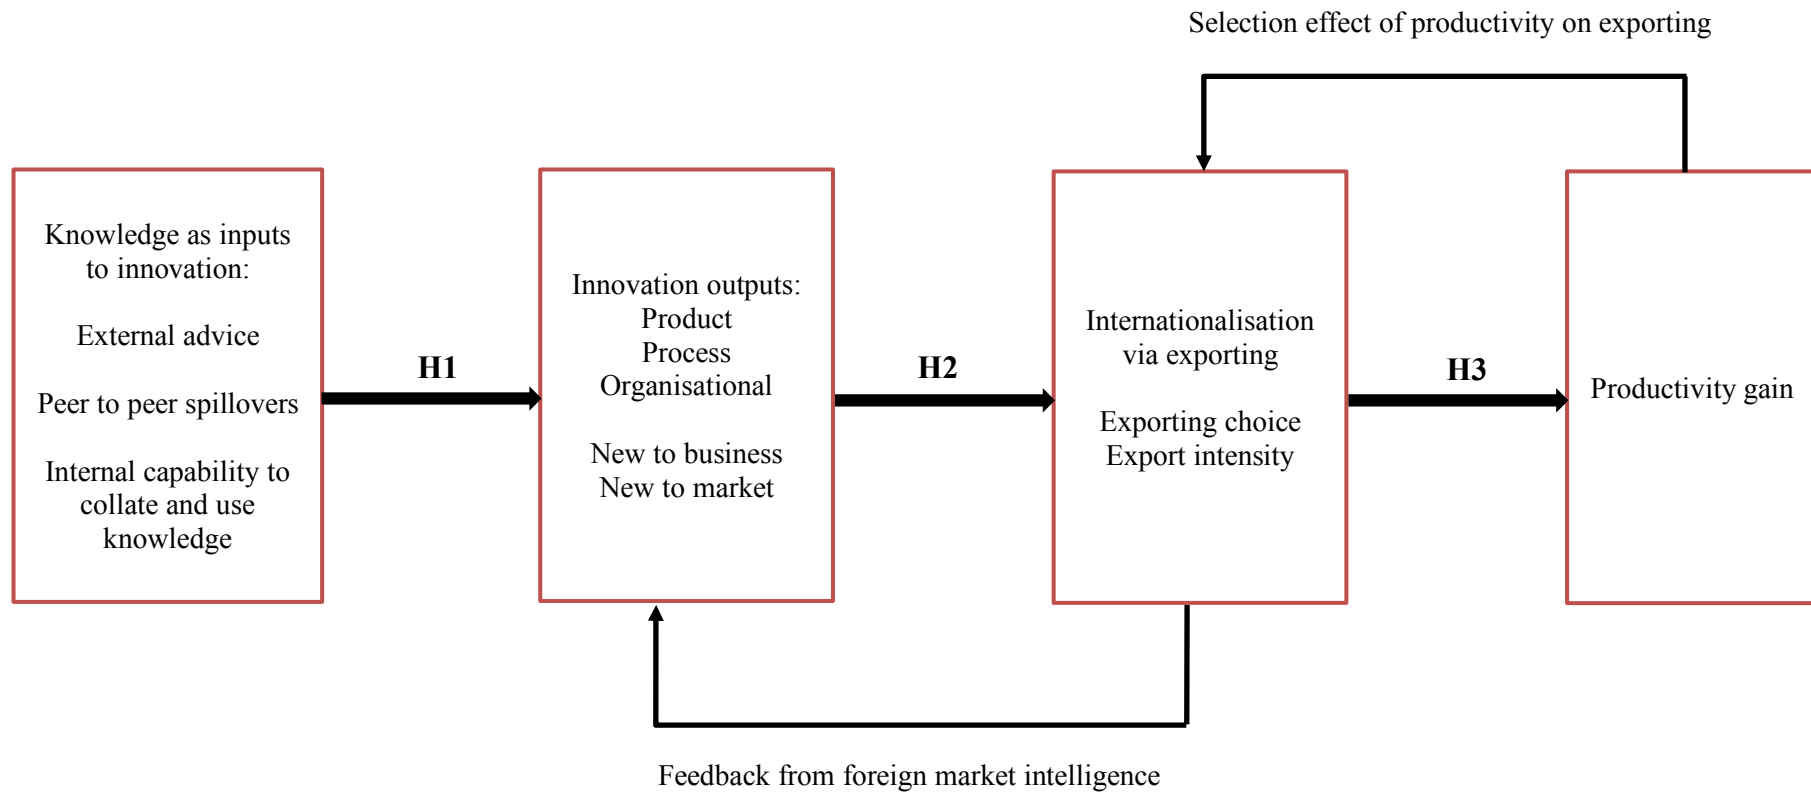 Selection effect of productivity on exporting
Knowledge as inputs
to innovation:
External advice
Peer to peer spillovers
Internal capability to
collate and use
knowledge
H1
Innovation outputs:
Product
Process
Organisational
New to business
New to market
H2
Internationalisation
via exporting
Exporting choice
Export intensity
H3
Productivity gain
Feedback from foreign market intelligence